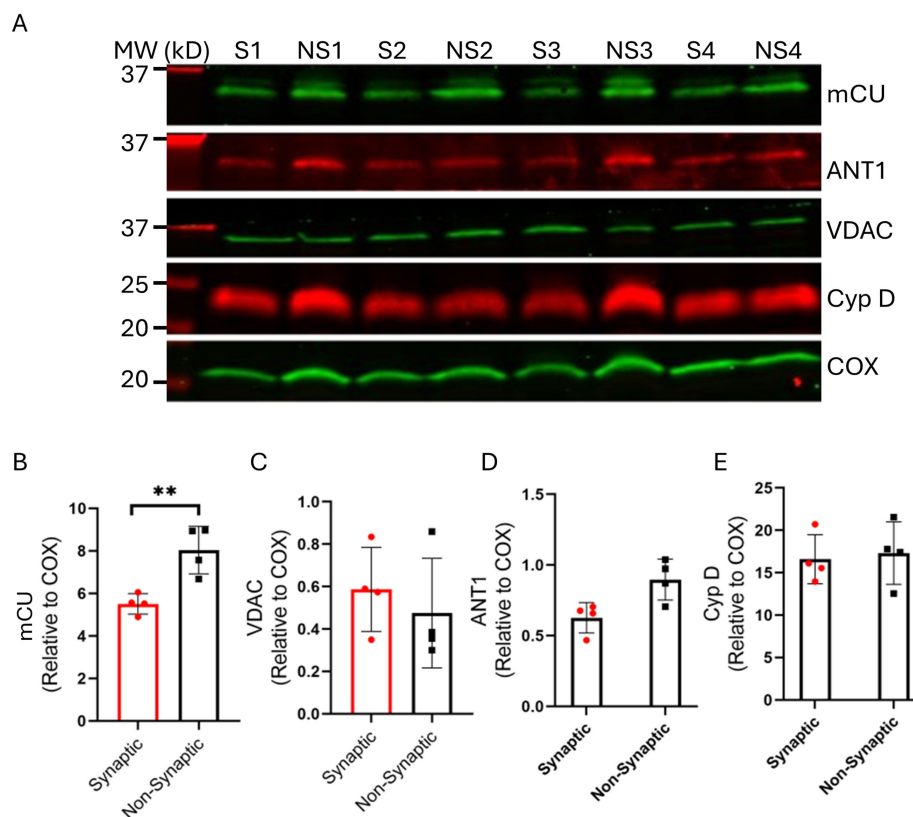 A
MW (kD) S1 NS1 S2 NS2 S3 NS3 S4 NS4
37
mCU
37
ANT1
37
VDAC
25
Cyp D
20
20
COX
B
**
10
8
6
4
2
0
mCU
(Relative to COX)
Synaptic
Non-Synaptic
C
1.0
0.8
0.6
0.4
0.2
0.0
VDAC
(Relative to COX)
Synaptic
Non-Synaptic
D
1.5
1.0
0.5
0.0
ANT1
(Relative to COX)
Synaptic
Non-Synaptic
E
25
20
15
10
5
0
Cyp D
(Relative to COX)
Synaptic
Non-Synaptic